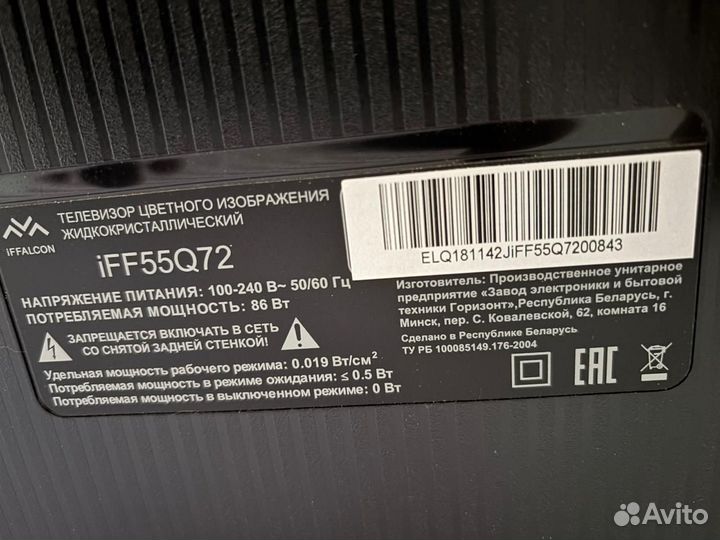 IFFALCON
ТЕЛЕВИЗОР ЦВЕТНОГО ИЗОБРАЖЕНИЯ
ЖИДКОКРИСТАЛЛИЧЕСКИЙ
iFF55Q72
НАПРЯЖЕНИЕ ПИТАНИЯ: 100-240 В~ 50/60 Гц
ПОТРЕБЛЯЕМАЯ МОЩНОСТЬ: 86 Вт
ЗАПРЕЩАЕТСЯ ВКЛЮЧАТЬ В СЕТЬ
СО СНЯТОЙ ЗАДНЕЙ СТЕНКОЙ!
Удельная мощность рабочего режима: 0.019 Вт/см²
Потребляемая мощность в режиме ожидания: ≤ 0.5 Вт
Потребляемая мощность в выключенном режиме: 0 Вт
ELQ181142JiFF55Q7200843
Изготовитель: Производственное унитарное
предприятие «Завод электроники и бытовой
техники Горизонт»,Республика Беларусь, г.
Минск, пер. С. Ковалевской, 62, комната 16
Сделано в Республике Беларусь
ТУ РБ 100085149.176-2004
EAC
Avito